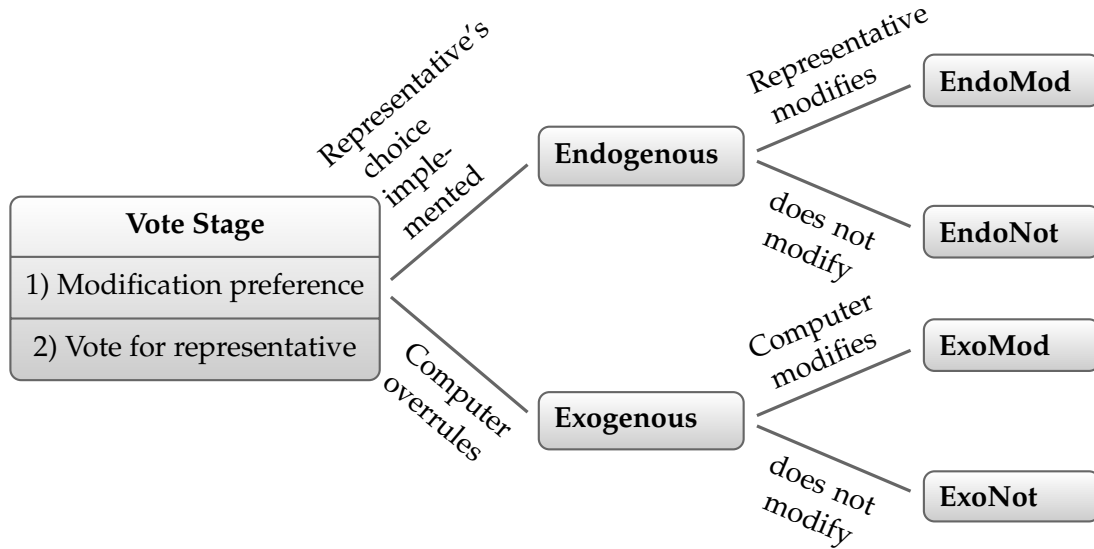 Vote Stage
1) Modification preference
2) Vote for representative
Representative's
choice
imple-
mented
Computer
overrules
Endogenous
Exogenous
Representative
modifies
does not
modify
Computer
modifies
does not
modify
EndoMod
EndoNot
ExoMod
ExoNot